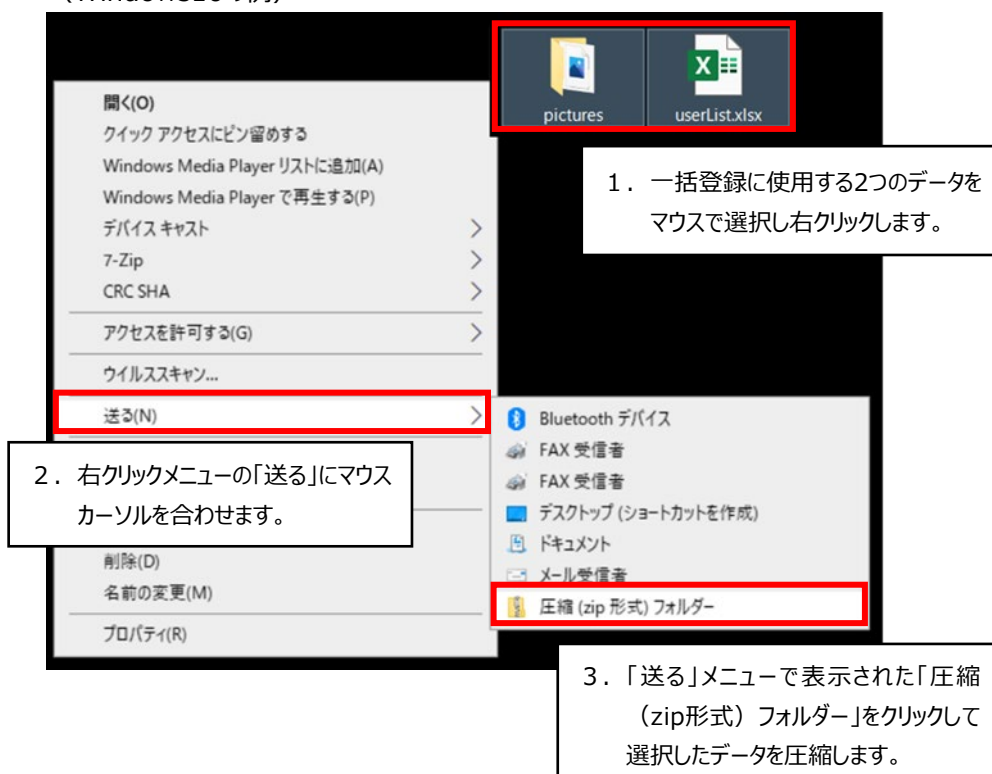 （Windows10の例）
pictures
userList.xlsx
開く(O)
クイック アクセスにピン留めする
Windows Media Player リストに追加(A)
Windows Media Player で再生する(P)
デバイス キャスト
7-Zip
CRC SHA
アクセスを許可する(G)
ウイルススキャン...
送る(N)
1．一括登録に使用する2つのデータを
マウスで選択し右クリックします。
Bluetooth デバイス
FAX 受信者
FAX 受信者
デスクトップ (ショートカットを作成)
ドキュメント
メール受信者
圧縮 (zip 形式) フォルダー
2．右クリックメニューの「送る」にマウス
カーソルを合わせます。
削除(D)
名前の変更(M)
プロパティ(R)
3．「送る」メニューで表示された「圧縮
（zip形式）フォルダー」をクリックして
選択したデータを圧縮します。